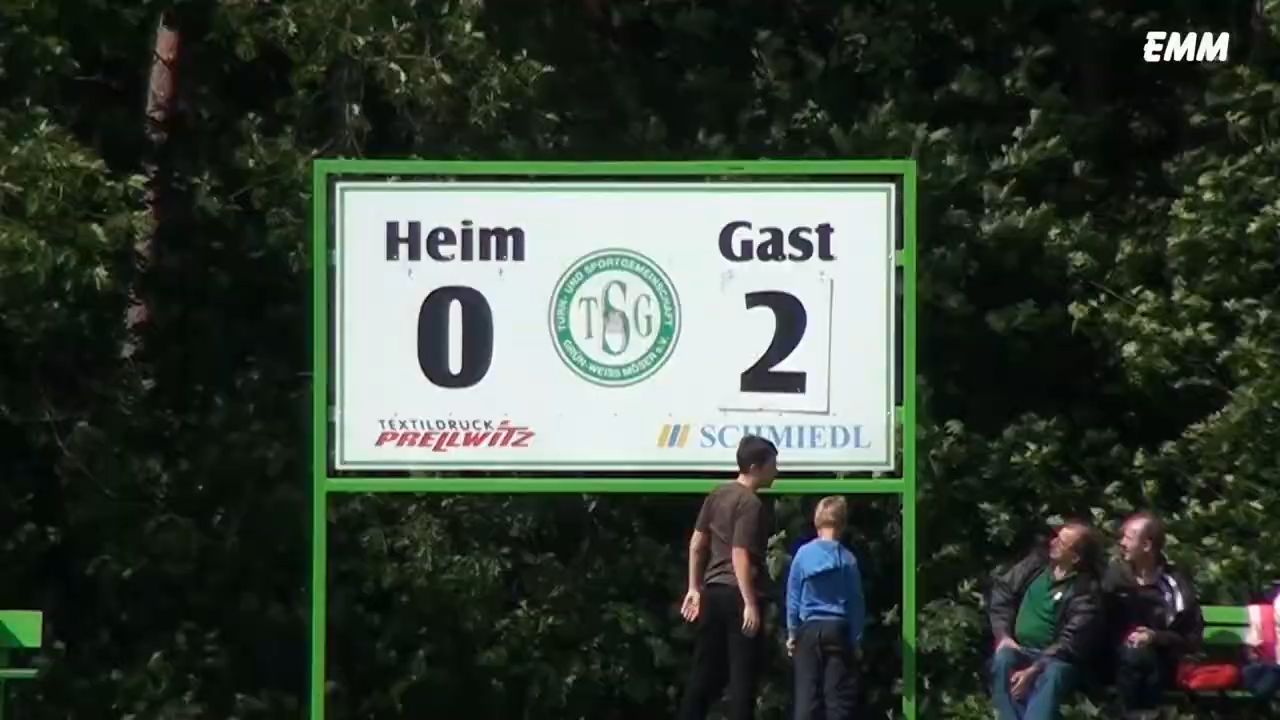 EMM
Heim
Gast
TURN- UND SPORTGEMEINSCHAFT
TSG
GRÜN-WEISS MÖSER e.V.
0
2
TEXTILDRUCK
PRELLWITZ
SCHMIEDL